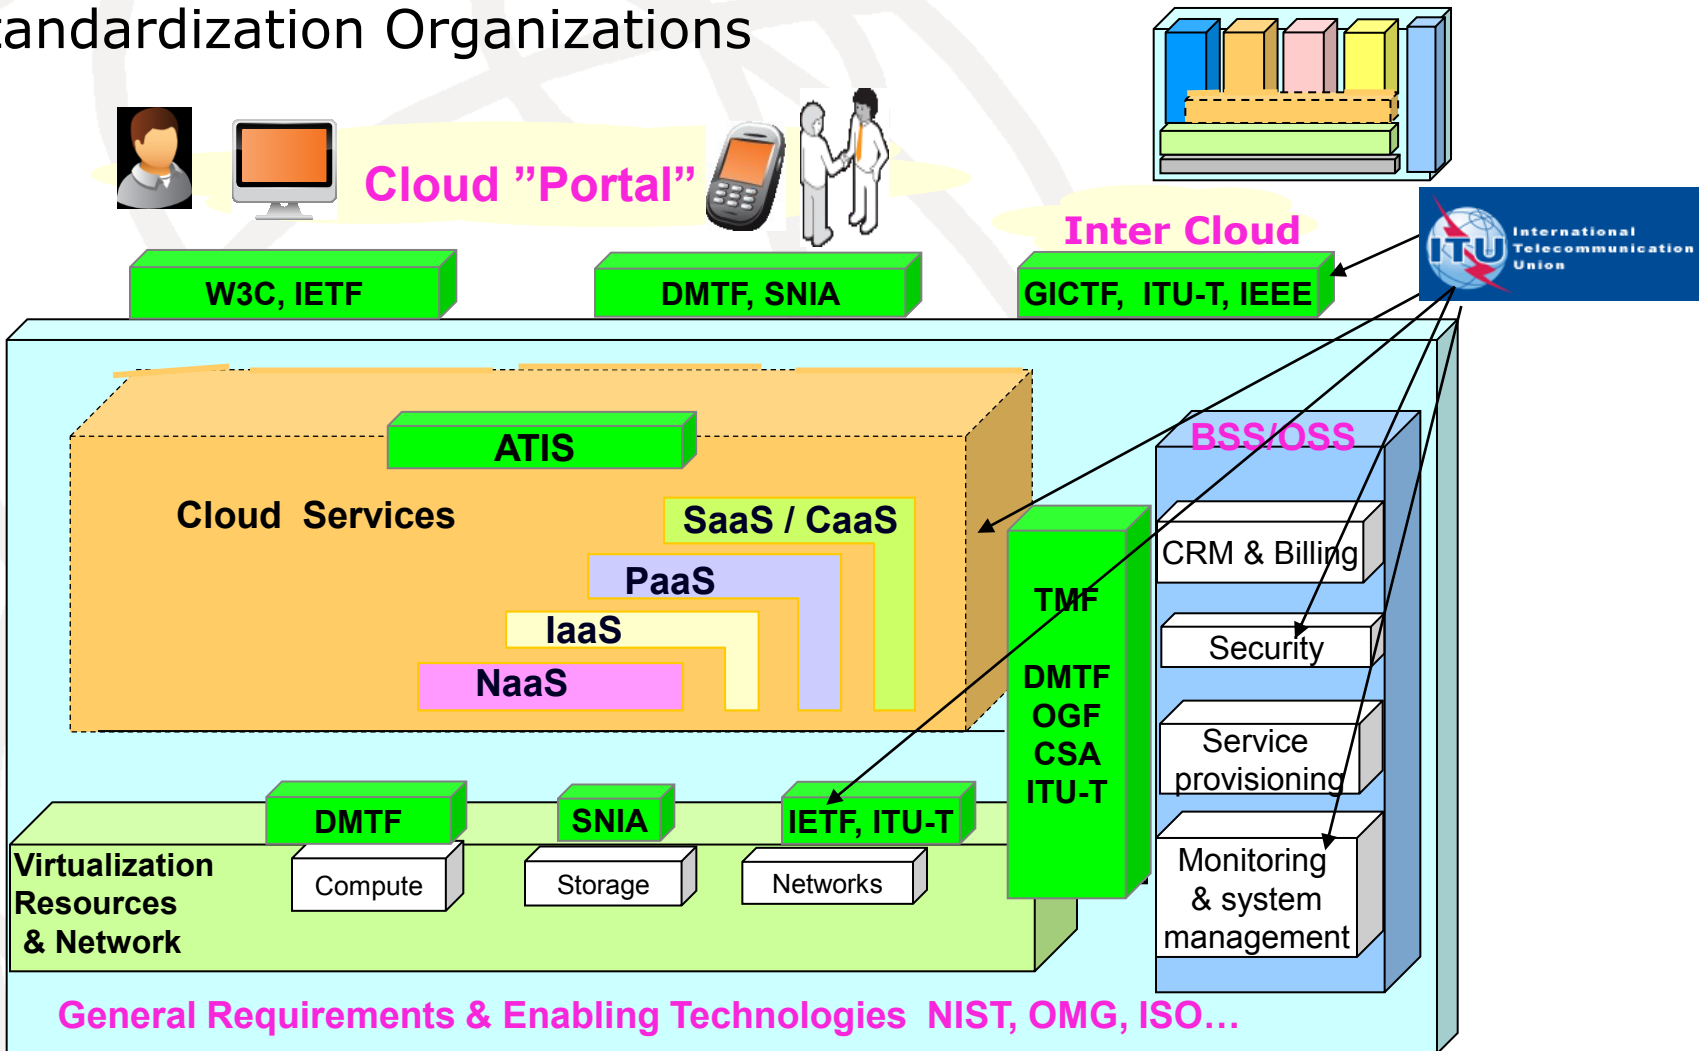 tandardization Organizations
Cloud ”Portal”
Inter Cloud
ITU
International
Telecommunication
Union
W3C, IETF
DMTF, SNIA
GICTF, ITU-T, IEEE
ATIS
BSS/OSS
Cloud Services
SaaS / CaaS
PaaS
IaaS
NaaS
TMF
DMTF
OGF
CSA
ITU-T
CRM & Billing
Security
Service
provisioning
Monitoring
& system
management
DMTF
SNIA
IETF, ITU-T
Virtualization
Resources
& Network
Compute
Storage
Networks
General Requirements & Enabling Technologies NIST, OMG, ISO…